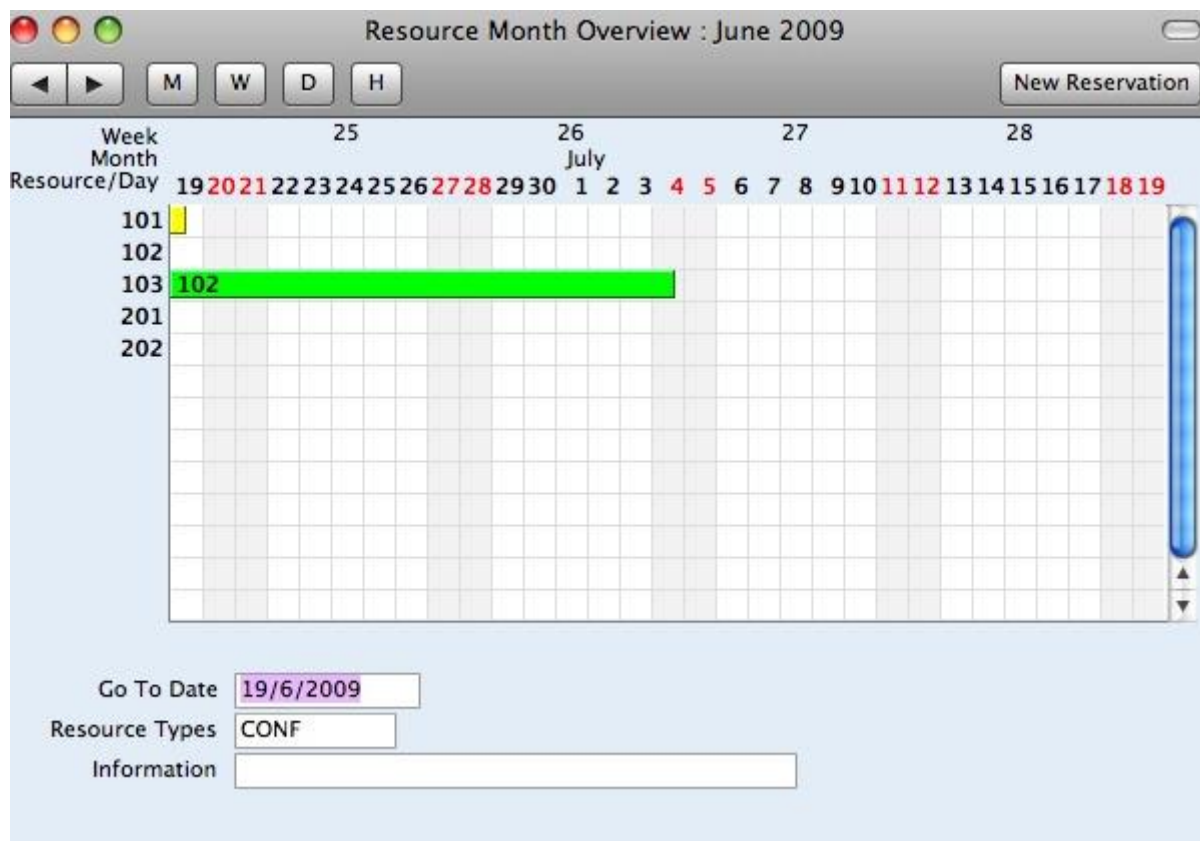 Resource Month Overview : June 2009
M W D H New Reservation
Week 25 26 27 28
Month July
Resource/Day 19 20 21 22 23 24 25 26 27 28 29 30 1 2 3 4 5 6 7 8 9 10 11 12 13 14 15 16 17 18 19
101
102
103 102
201
202
Go To Date 19/6/2009
Resource Types CONF
Information